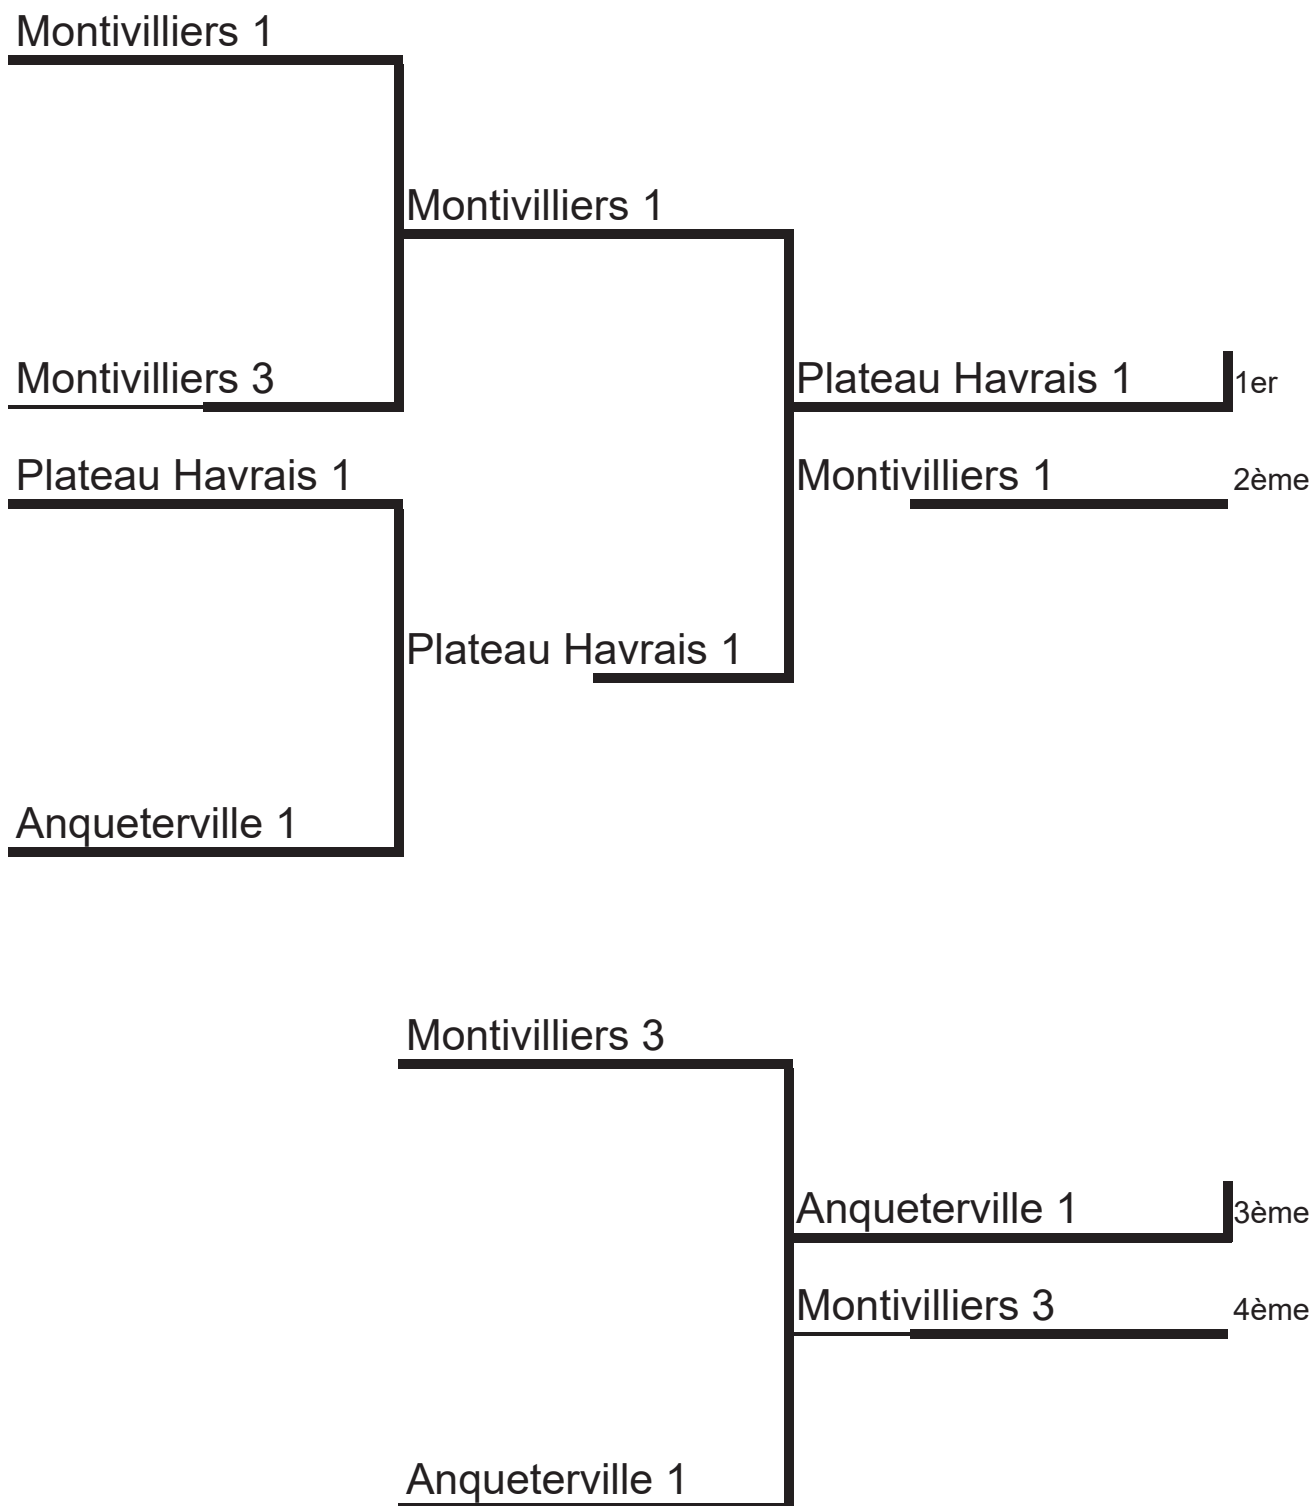 Montivilliers 1
Montivilliers 1
Montivilliers 3
Plateau Havrais 1 1er
Plateau Havrais 1
Montivilliers 1 2ème
Plateau Havrais 1
Anqueterville 1
Montivilliers 3
Anqueterville 1 3ème
Montivilliers 3 4ème
Anqueterville 1